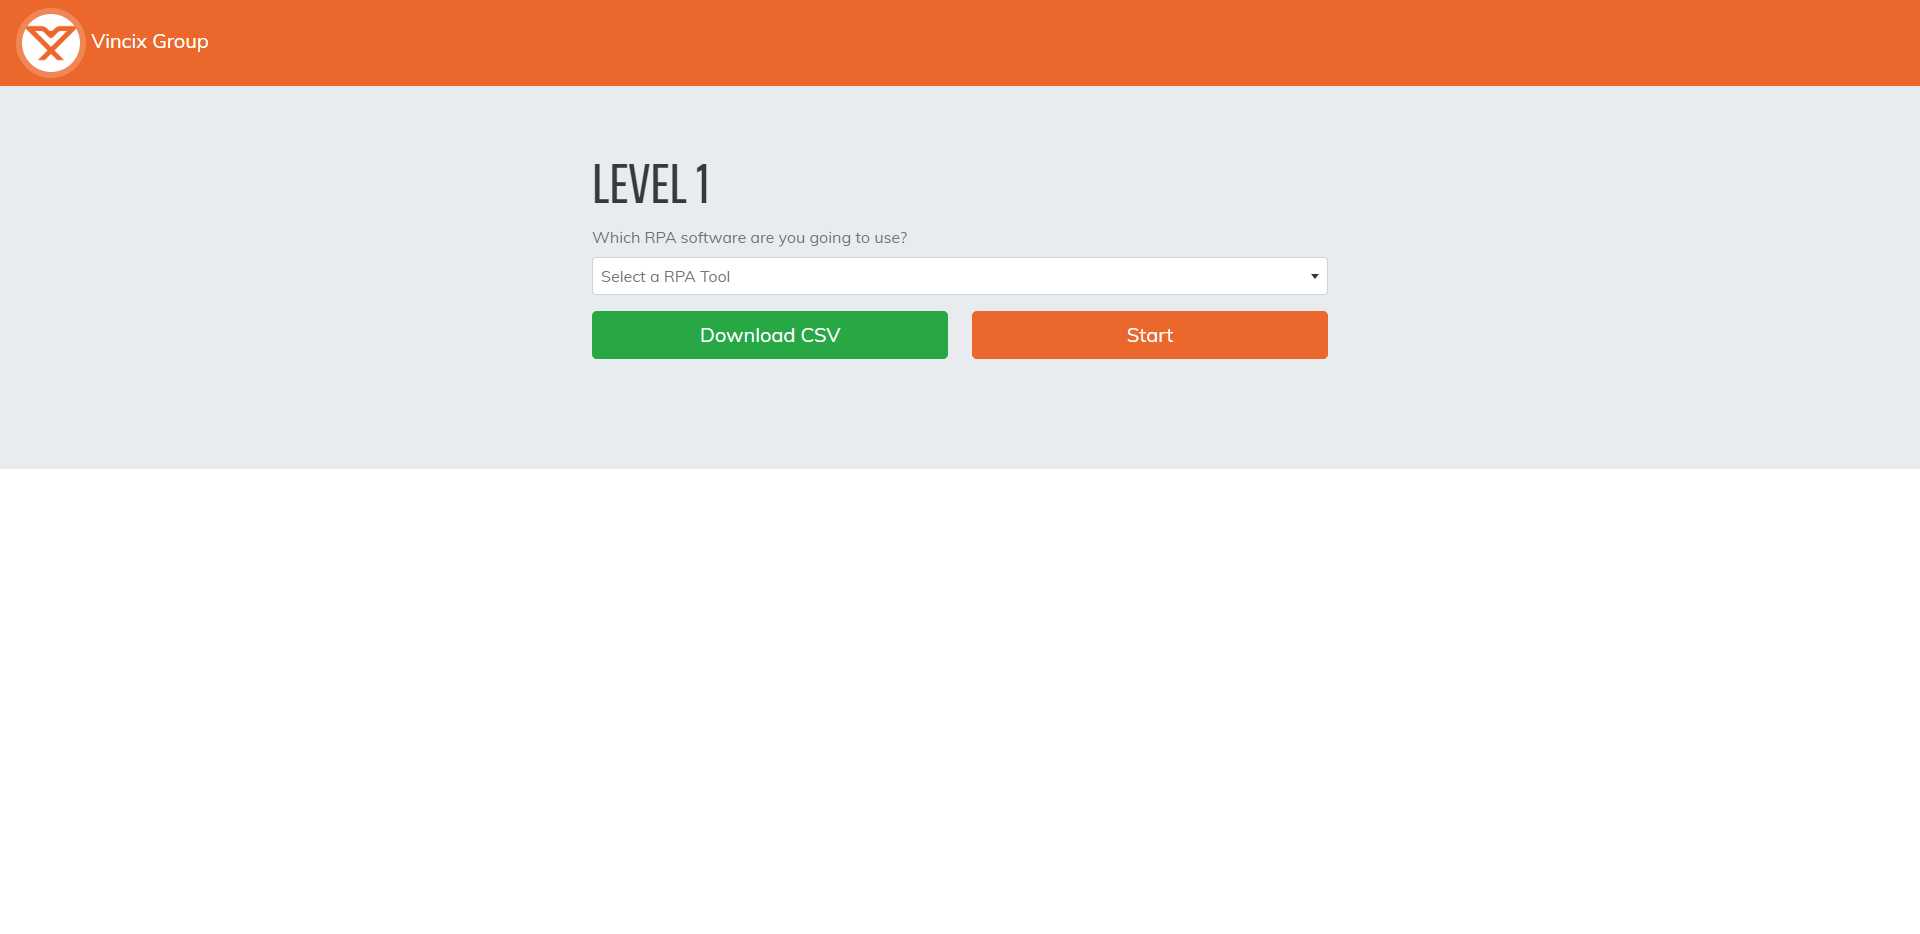 Vincix Group
LEVEL 1
Which RPA software are you going to use?
Select a RPA Tool
Download CSV
Start